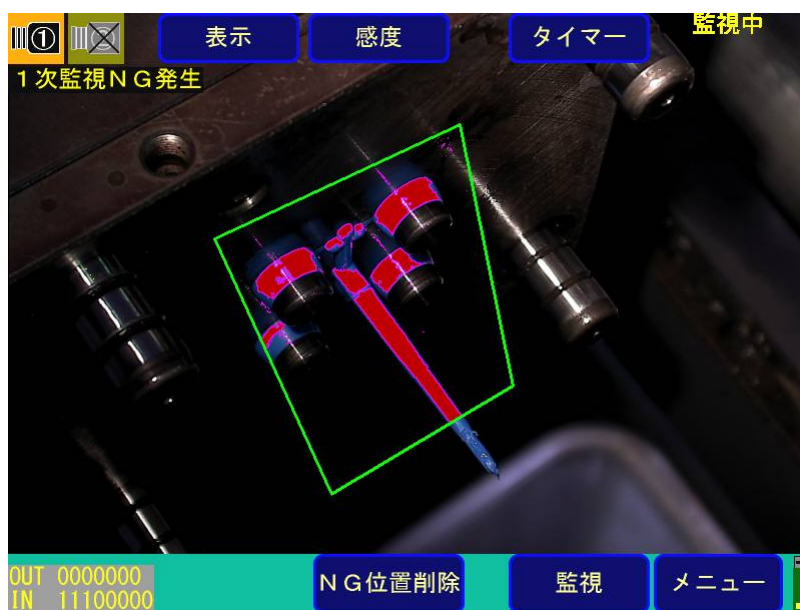 ① 表示 感度 タイマー 監視中
1次監視NG発生
OUT 0000000 NG位置削除 監視 メニュー
IN 11100000